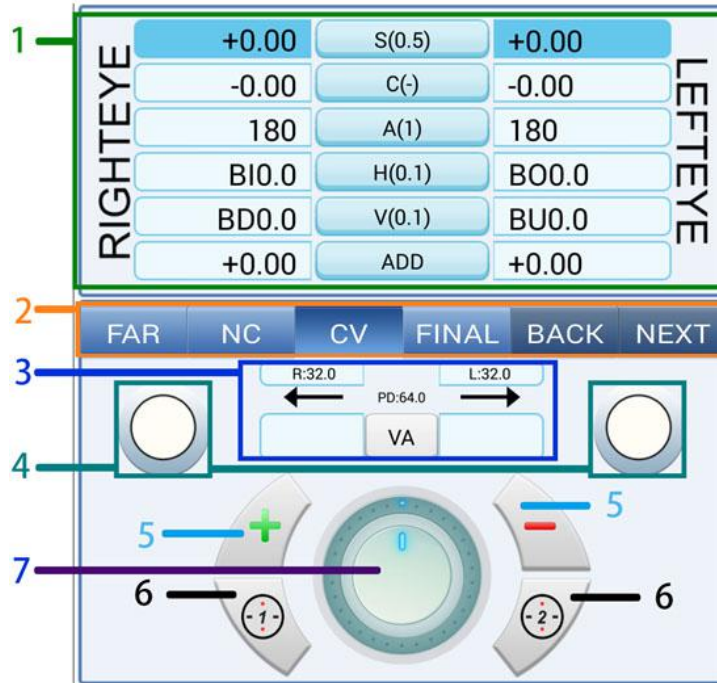 1
RIGHTEYE
LEFTEYE
+0.00 S(0.5) +0.00
-0.00 C(-) -0.00
180 A(1) 180
BI0.0 H(0.1) BO0.0
BD0.0 V(0.1) BU0.0
+0.00 ADD +0.00
2
FAR NC CV FINAL BACK NEXT
3
R:32.0 L:32.0
PD:64.0
VA
4
5 + - 5
7
6 -1- -2- 6